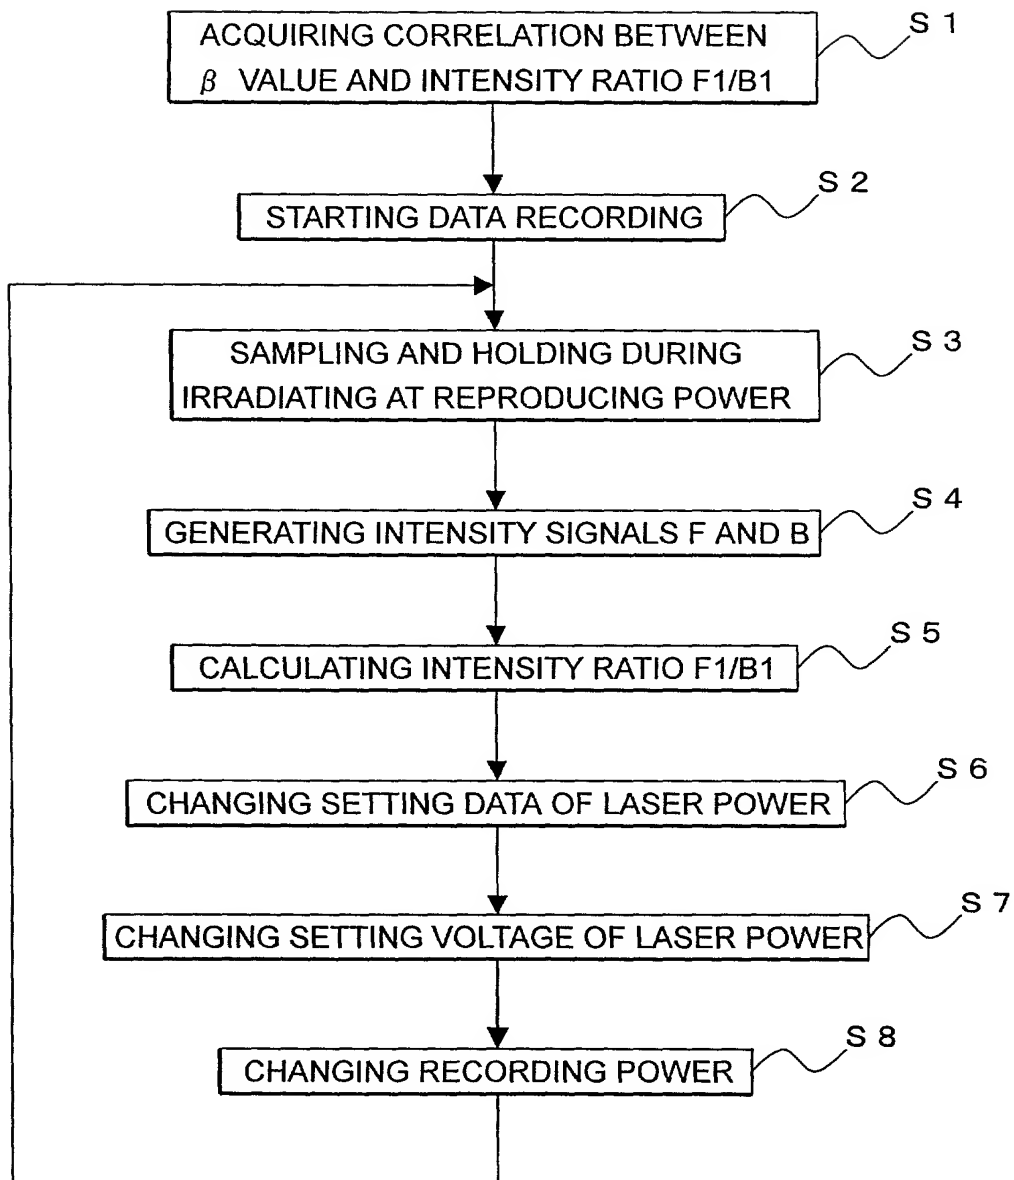 ACQUIRING CORRELATION BETWEEN
β VALUE AND INTENSITY RATIO F1/B1
S 1
STARTING DATA RECORDING
S 2
SAMPLING AND HOLDING DURING
IRRADIATING AT REPRODUCING POWER
S 3
GENERATING INTENSITY SIGNALS F AND B
S 4
CALCULATING INTENSITY RATIO F1/B1
S 5
CHANGING SETTING DATA OF LASER POWER
S 6
CHANGING SETTING VOLTAGE OF LASER POWER
S 7
CHANGING RECORDING POWER
S 8